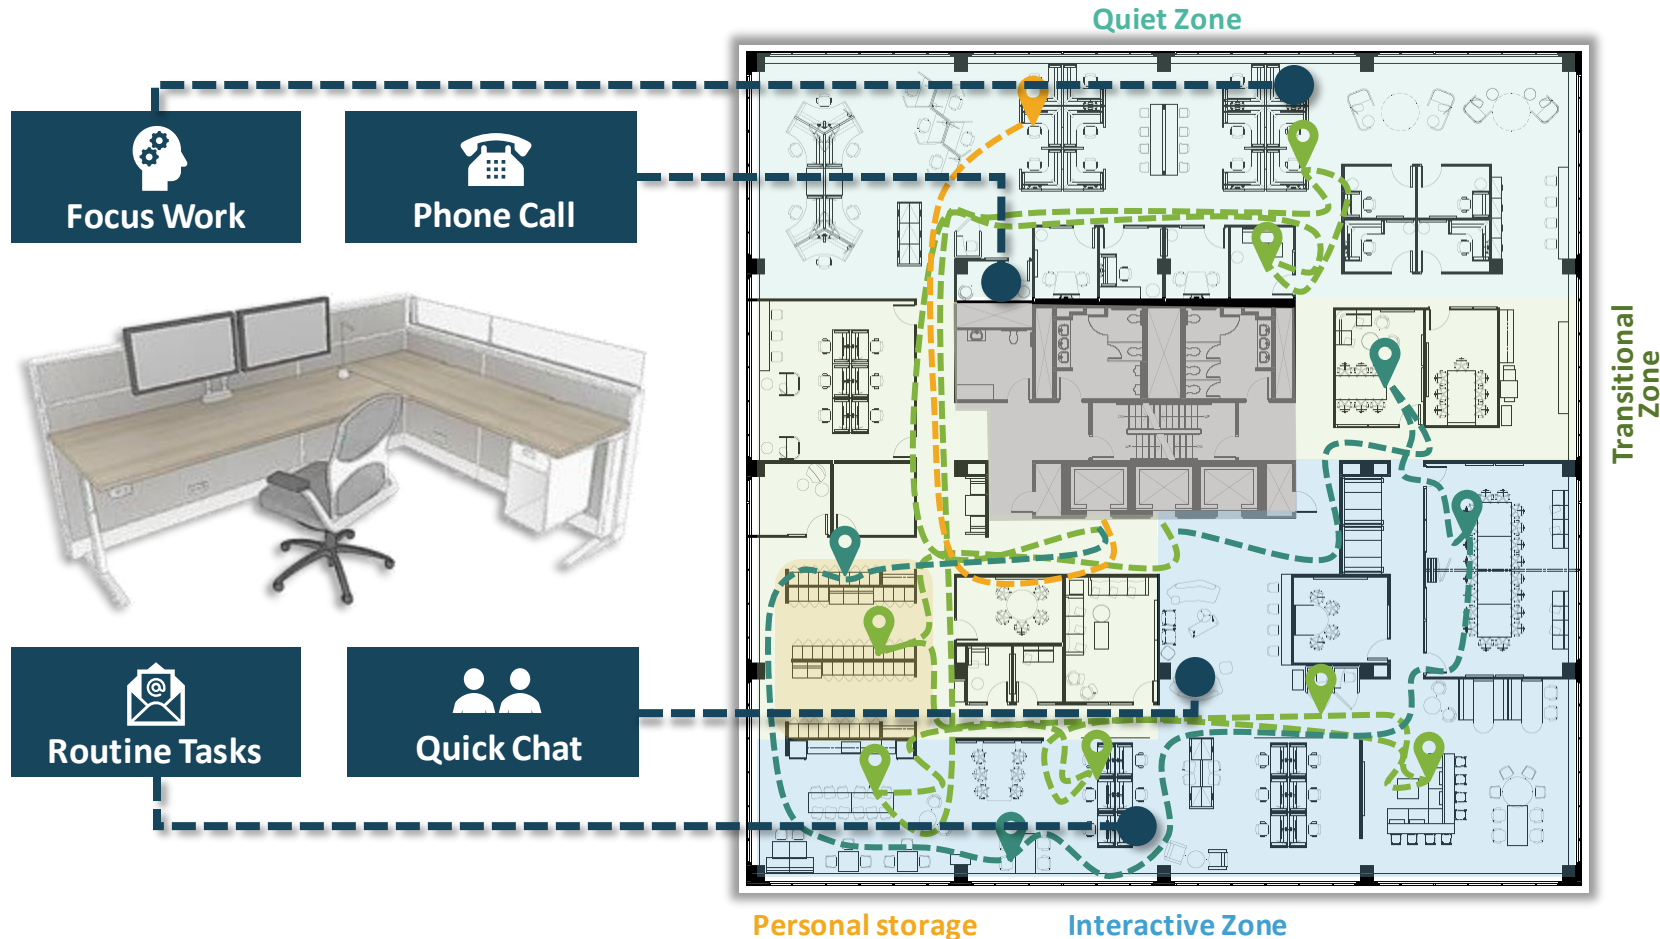 Quiet Zone
Focus Work
Phone Call
Transitional
Zone
@
Routine Tasks
Quick Chat
Personal storage
Interactive Zone